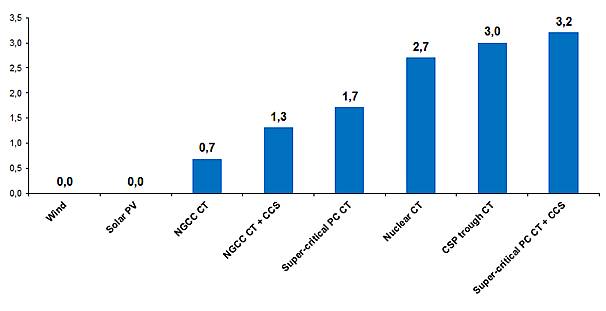 3,5
3,0
2,5
2,0
1,5
1,0
0,5
0,0
0,0
0,0
0,7
1,3
1,7
2,7
3,0
3,2
Wind
Solar PV
NGCC CT
NGCC CT + CCS
Super-critical PC CT
Nuclear CT
CSP trough CT
Super-critical PC CT + CCS